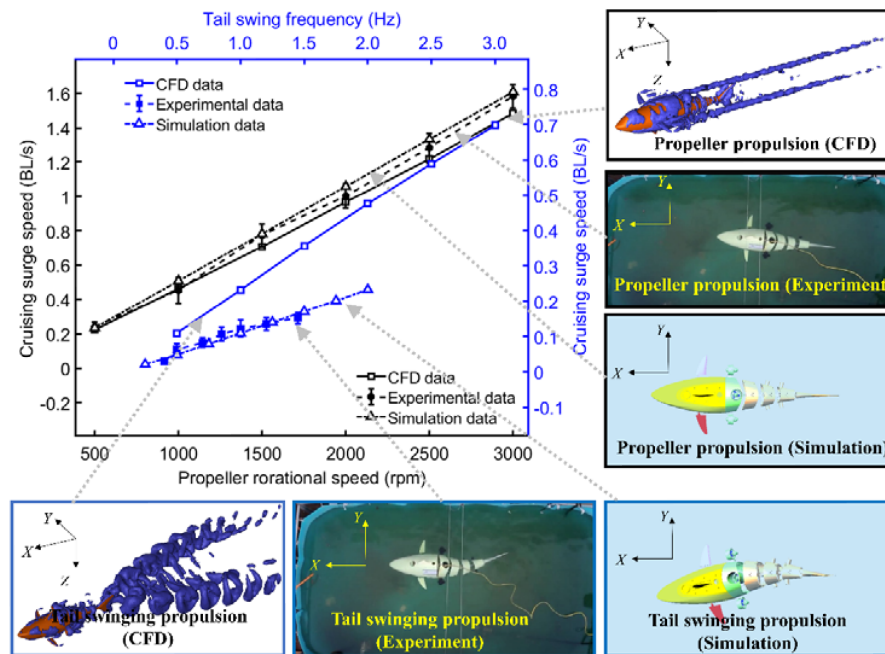 Tail swing frequency (Hz)
0 0.5 1.0 1.5 2.0 2.5 3.0
CFD data
Experimental data
Simulation data
Cruising surge speed (BL/s)
1.6
1.4
1.2
1
0.8
0.6
0.4
0.2
0
-0.2
0.8
0.7
0.6
0.5
0.4
0.3
0.2
0.1
0
-0.1
Cruising surge speed (BL/s)
CFD data
Experimental data
Simulation data
500 1000 1500 2000 2500 3000
Propeller rorational speed (rpm)
Y
X
Z
Propeller propulsion (CFD)
Y
X
Propeller propulsion (Experiment
Y
X
Propeller propulsion (Simulation)
Y
X
Z
Tail swinging propulsion
(CFD)
Y
X
Tail swinging propulsion
(Experiment)
Y
X
Tail swinging propulsion
(Simulation)